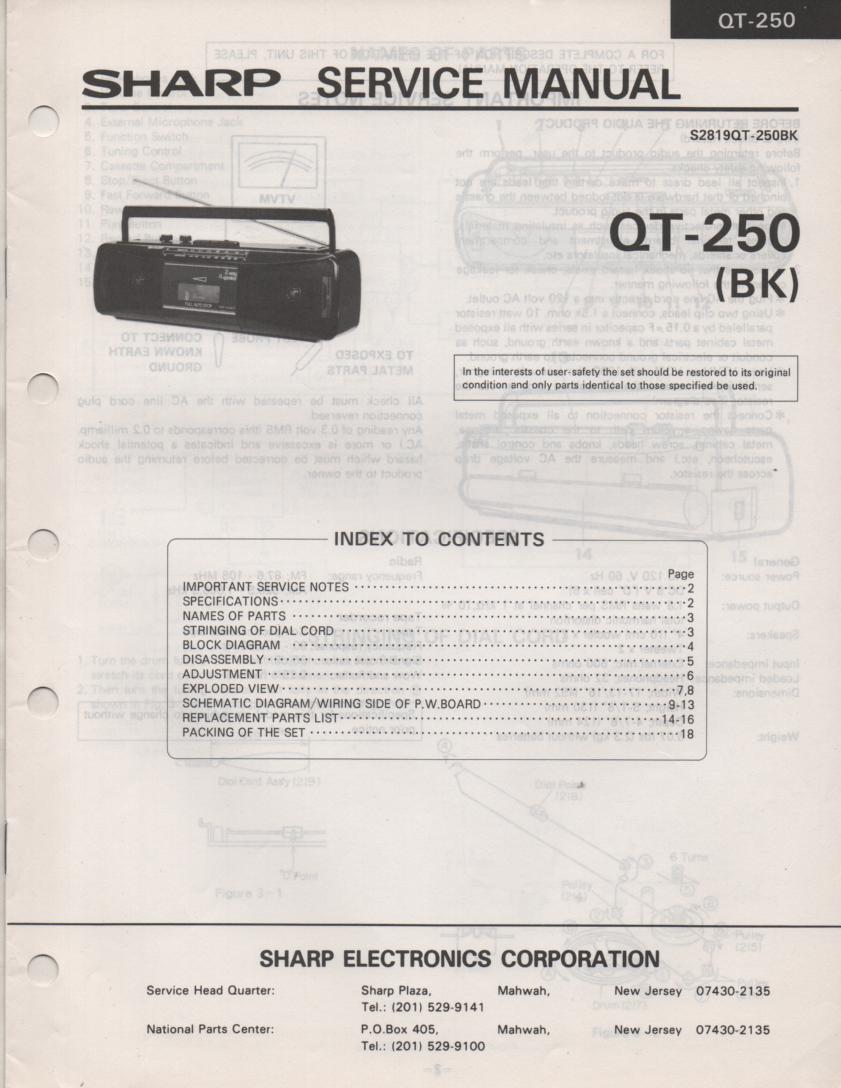 QT-250
SHARP SERVICE MANUAL
S2819QT-250BK
QT-250
(BK)
In the interests of user-safety the set should be restored to its original
condition and only parts identical to those specified be used.
INDEX TO CONTENTS
Page
IMPORTANT SERVICE NOTES ........ 2
SPECIFICATIONS ........ 2
NAMES OF PARTS ........ 3
STRINGING OF DIAL CORD ........ 3
BLOCK DIAGRAM ........ 4
DISASSEMBLY ........ 5
ADJUSTMENT ........ 6
EXPLODED VIEW ........ 7,8
SCHEMATIC DIAGRAM/WIRING SIDE OF P.W.BOARD ........ 9-13
REPLACEMENT PARTS LIST ........ 14-16
PACKING OF THE SET ........ 18
SHARP ELECTRONICS CORPORATION
Service Head Quarter: Sharp Plaza, Mahwah, New Jersey 07430-2135
Tel.: (201) 529-9141
National Parts Center: P.O.Box 405, Mahwah, New Jersey 07430-2135
Tel.: (201) 529-9100